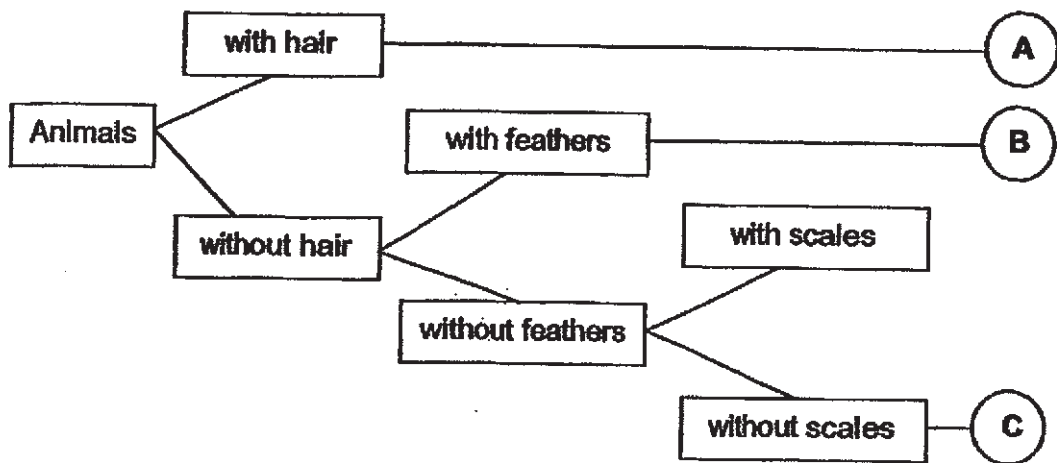 with hair
A
Animals
with feathers
B
without hair
with scales
without feathers
without scales
C